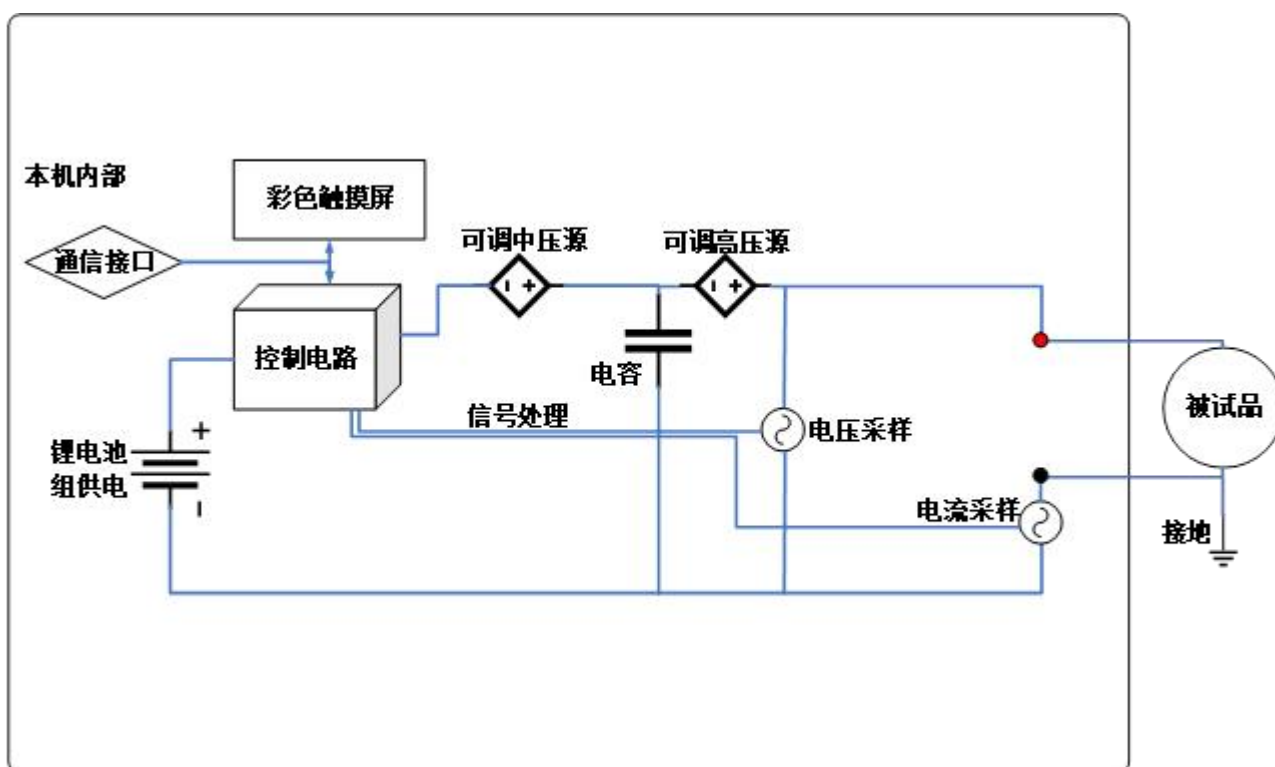 本机内部
彩色触摸屏
通信接口
可调中压源
可调高压源
控制电路
电容
信号处理
电压采样
被试品
锂电池
组供电
电流采样
接地